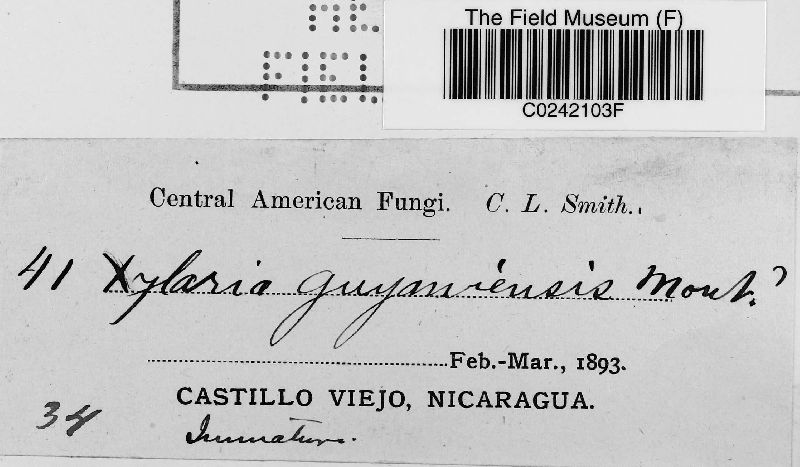 The Field Museum (F)
C0242103F
Central American Fungi. C. L. Smith.
41 Xylaria guyaniensis Mont.?
Feb.-Mar., 1893.
CASTILLO VIEJO, NICARAGUA.
34
Immature.